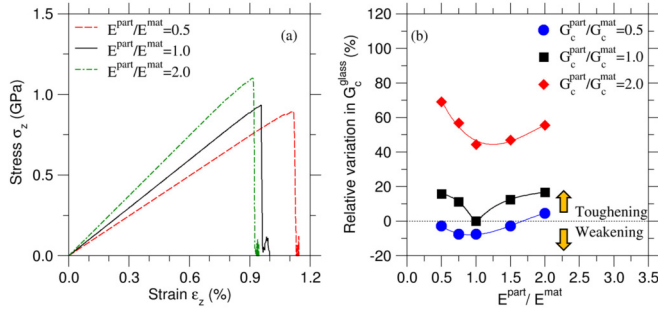 (a)
E^part/E^mat=0.5
E^part/E^mat=1.0
E^part/E^mat=2.0
Stress σ_z (GPa)
1.5
1.0
0.5
0.0
0.0 0.3 0.6 0.9 1.2
Strain ε_z (%)
(b)
G_c^part/G_c^mat=0.5
G_c^part/G_c^mat=1.0
G_c^part/G_c^mat=2.0
Relative variation in G_c^glass (%)
100
80
60
40
20
0
-20
Toughening
Weakening
0.0 0.5 1.0 1.5 2.0 2.5 3.0
E^part/ E^mat